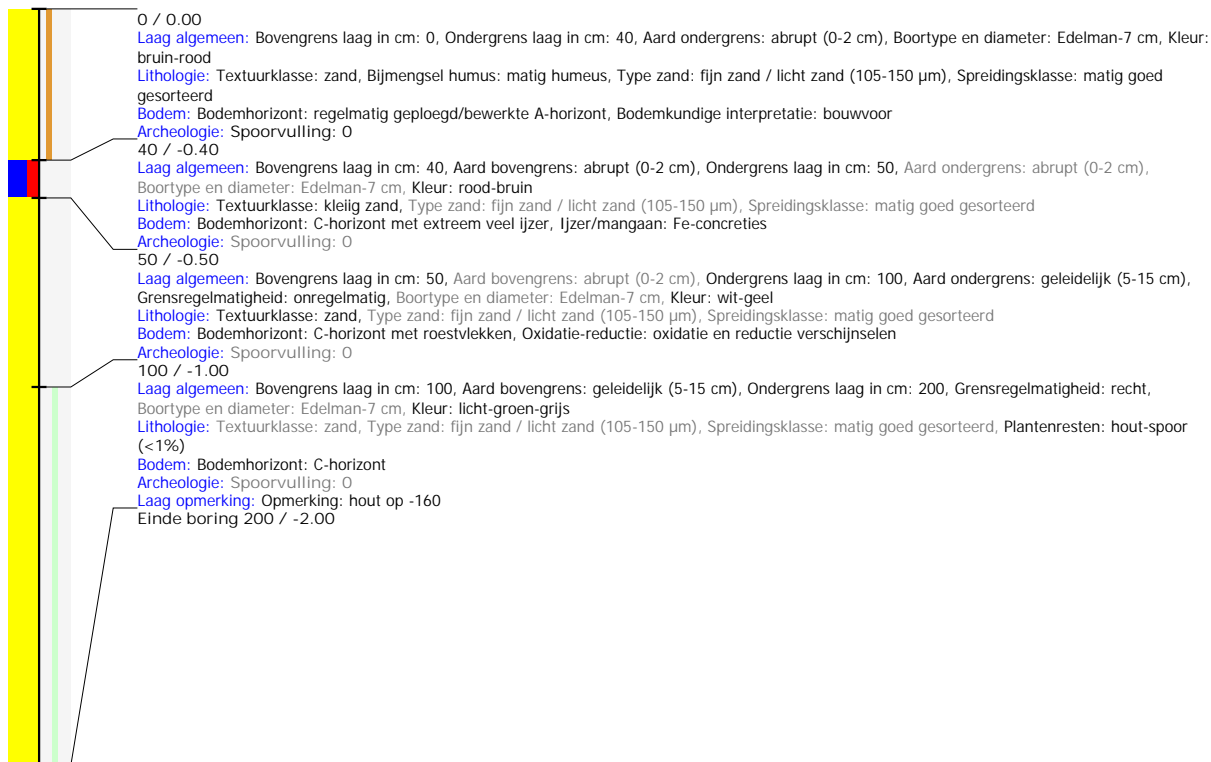 0 / 0.00
Laag algemeen: Bovengrens laag in cm: 0, Ondergrens laag in cm: 40, Aard ondergrens: abrupt (0-2 cm), Boortype en diameter: Edelman-7 cm, Kleur:
bruin-rood
Lithologie: Textuurklasse: zand, Bijmengsel humus: matig humeus, Type zand: fijn zand / licht zand (105-150 µm), Spreidingsklasse: matig goed
gesorteerd
Bodem: Bodemhorizont: regelmatig geploegd/bewerkte A-horizont, Bodemkundige interpretatie: bouwvoor
Archeologie: Spoorvulling: 0
40 / -0.40
Laag algemeen: Bovengrens laag in cm: 40, Aard bovengrens: abrupt (0-2 cm), Ondergrens laag in cm: 50, Aard ondergrens: abrupt (0-2 cm),
Boortype en diameter: Edelman-7 cm, Kleur: rood-bruin
Lithologie: Textuurklasse: kleiig zand, Type zand: fijn zand / licht zand (105-150 µm), Spreidingsklasse: matig goed gesorteerd
Bodem: Bodemhorizont: C-horizont met extreem veel ijzer, Ijzer/mangaan: Fe-concreties
Archeologie: Spoorvulling: 0
50 / -0.50
Laag algemeen: Bovengrens laag in cm: 50, Aard bovengrens: abrupt (0-2 cm), Ondergrens laag in cm: 100, Aard ondergrens: geleidelijk (5-15 cm),
Grensregelmatigheid: onregelmatig, Boortype en diameter: Edelman-7 cm, Kleur: wit-geel
Lithologie: Textuurklasse: zand, Type zand: fijn zand / licht zand (105-150 µm), Spreidingsklasse: matig goed gesorteerd
Bodem: Bodemhorizont: C-horizont met roestvlekken, Oxidatie-reductie: oxidatie en reductie verschijnselen
Archeologie: Spoorvulling: 0
100 / -1.00
Laag algemeen: Bovengrens laag in cm: 100, Aard bovengrens: geleidelijk (5-15 cm), Ondergrens laag in cm: 200, Grensregelmatigheid: recht,
Boortype en diameter: Edelman-7 cm, Kleur: licht-groen-grijs
Lithologie: Textuurklasse: zand, Type zand: fijn zand / licht zand (105-150 µm), Spreidingsklasse: matig goed gesorteerd, Plantenresten: hout-spoor
(<1%)
Bodem: Bodemhorizont: C-horizont
Archeologie: Spoorvulling: 0
Laag opmerking: Opmerking: hout op -160
Einde boring 200 / -2.00